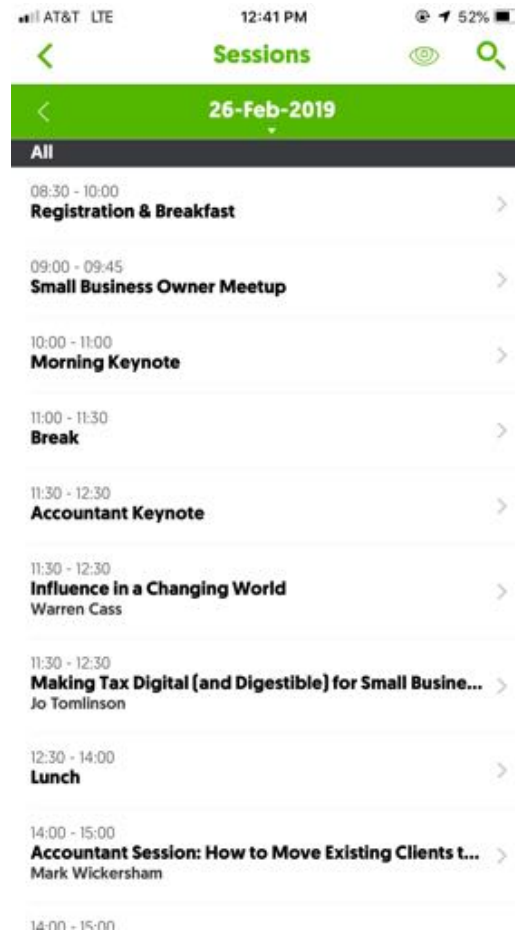 AT&T LTE 12:41 PM 52%
Sessions
26-Feb-2019
All
08:30 - 10:00
Registration & Breakfast
09:00 - 09:45
Small Business Owner Meetup
10:00 - 11:00
Morning Keynote
11:00 - 11:30
Break
11:30 - 12:30
Accountant Keynote
11:30 - 12:30
Influence in a Changing World
Warren Cass
11:30 - 12:30
Making Tax Digital (and Digestible) for Small Busine...
Jo Tomlinson
12:30 - 14:00
Lunch
14:00 - 15:00
Accountant Session: How to Move Existing Clients t...
Mark Wickersham
14:00 - 15:00